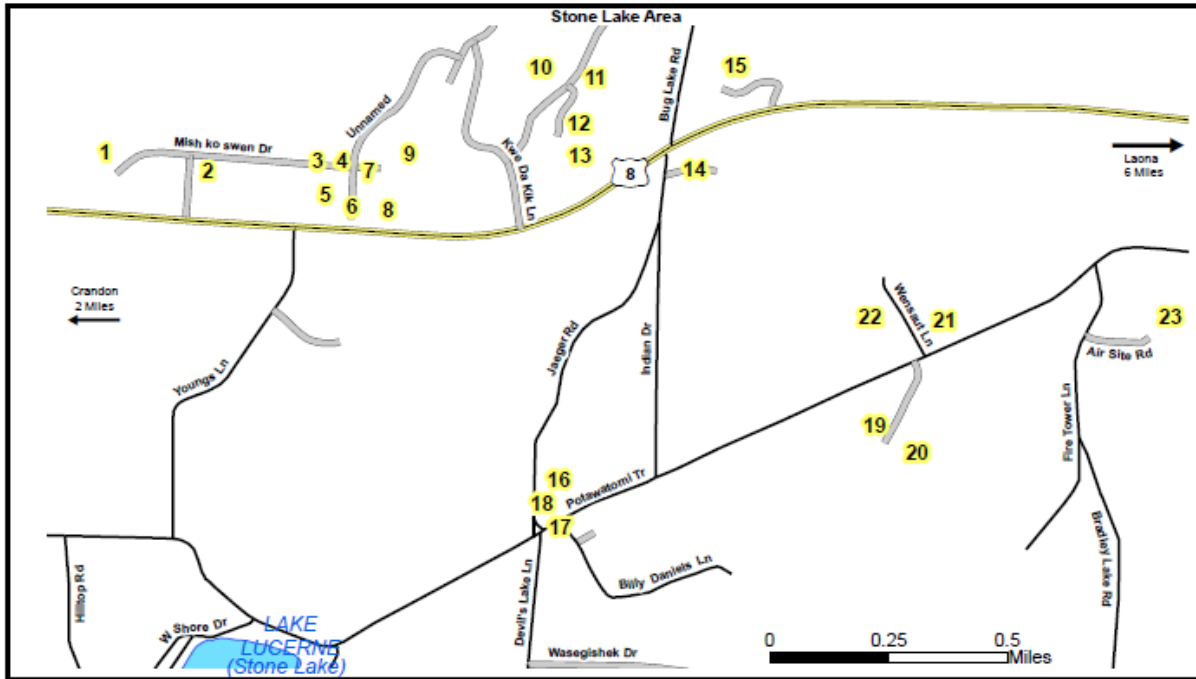 Stone Lake Area
Bug Lake Rd
10
11
15
Unnamed
12
Mish ko swen Dr
1
2
3
4
7
9
13
Kwe Da Kik Ln
8
14
Laona
6 Miles
5
6
8
Crandon
2 Miles
Youngs Ln
Jaeger Rd
Indian Dr
22
Wensaut Ln
21
23
Air Site Rd
Fire Tower Ln
19
20
16
18
17
Potawatomi Tr
Bradley Lake Rd
Hilltop Rd
W Shore Dr
LAKE
LUCERNE
(Stone Lake)
Devil's Lake Ln
Billy Daniels Ln
Wasegishek Dr
0 0.25 0.5
Miles